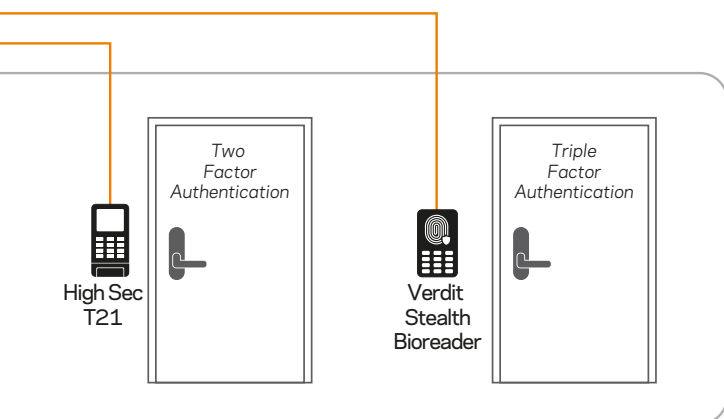 Two
Factor
Authentication
High Sec
T21
Triple
Factor
Authentication
Verdit
Stealth
Bioreader